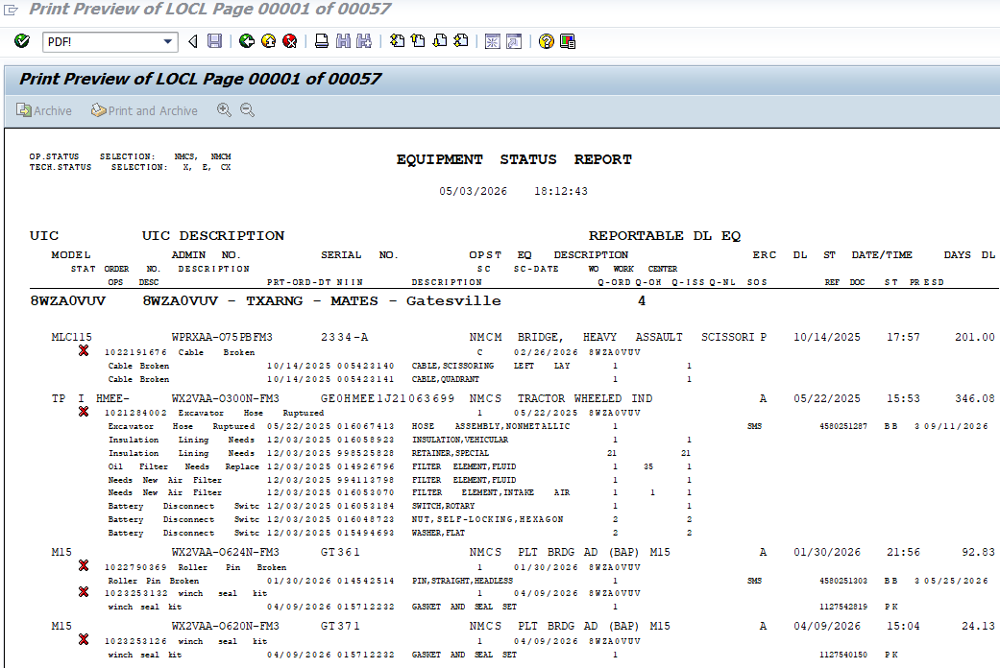 Print Preview of LOCL Page 00001 of 00057
PDF!
Print Preview of LOCL Page 00001 of 00057
Archive Print and Archive
OP.STATUS SELECTION: NMCS, NMCM
TECH.STATUS SELECTION: X, E, CX
EQUIPMENT STATUS REPORT
05/03/2026 18:12:43
UIC UIC DESCRIPTION REPORTABLE DL EQ
MODEL ADMIN NO. SERIAL NO. OPST EQ DESCRIPTION ERC DL ST DATE/TIME DAYS DL
STAT ORDER NO. DESCRIPTION SC SC-DATE WO WORK CENTER
OPS DESC PRT-ORD-DT NIIN DESCRIPTION Q-ORD Q-OH Q-ISS Q-NL SOS REF DOC ST PR ESD
8WZA0VUV 8WZA0VUV - TXARNG - MATES - Gatesville 4
MLC115 WPRXAA-O75PBFM3 2334-A NMCM BRIDGE, HEAVY ASSAULT SCISSORI P 10/14/2025 17:57 201.00
1022191676 Cable Broken C 02/26/2026 8WZA0VUV
Cable Broken 10/14/2025 005423140 CABLE,SCISSORING LEFT LAY 1 1
Cable Broken 10/14/2025 005423141 CABLE,QUADRANT 1 1
TP I HMEE- WX2VAA-O300N-FM3 GE0HMEE1J21063699 NMCS TRACTOR WHEELED IND A 05/22/2025 15:53 346.08
1021284002 Excavator Hose Ruptured 1 05/22/2025 8WZA0VUV
Excavator Hose Ruptured 05/22/2025 016067413 HOSE ASSEMBLY,NONMETALLIC 1 SMS 4580251287 BB 3 09/11/2026
Insulation Lining Needs 12/03/2025 016058923 INSULATION,VEHICULAR 1 1
Insulation Lining Needs 12/03/2025 998525828 RETAINER,SPECIAL 21 21
Oil Filter Needs Replace 12/03/2025 014926796 FILTER ELEMENT,FLUID 1 35 1
Needs New Air Filter 12/03/2025 994113798 FILTER ELEMENT,FLUID 1 1
Needs New Air Filter 12/03/2025 016053070 FILTER ELEMENT,INTAKE AIR 1 1 1
Battery Disconnect Switc 12/03/2025 016053184 SWITCH,ROTARY 1 1
Battery Disconnect Switc 12/03/2025 016048723 NUT,SELF-LOCKING,HEXAGON 2 2
Battery Disconnect Switc 12/03/2025 015494693 WASHER,FLAT 2 2
M15 WX2VAA-O624N-FM3 GT361 NMCS PLT BRDG AD (BAP) M15 A 01/30/2026 21:56 92.83
1022790369 Roller Pin Broken 1 01/30/2026 8WZA0VUV
Roller Pin Broken 01/30/2026 014542514 PIN,STRAIGHT,HEADLESS 1 SMS 4580251303 BB 3 05/25/2026
1023253132 winch seal kit 1 04/09/2026 8WZA0VUV
winch seal kit 04/09/2026 015712232 GASKET AND SEAL SET 1 1127542819 PK
M15 WX2VAA-O620N-FM3 GT371 NMCS PLT BRDG AD (BAP) M15 A 04/09/2026 15:04 24.13
1023253126 winch seal kit 1 04/09/2026 8WZA0VUV
winch seal kit 04/09/2026 015712232 GASKET AND SEAL SET 1 1127540150 PK